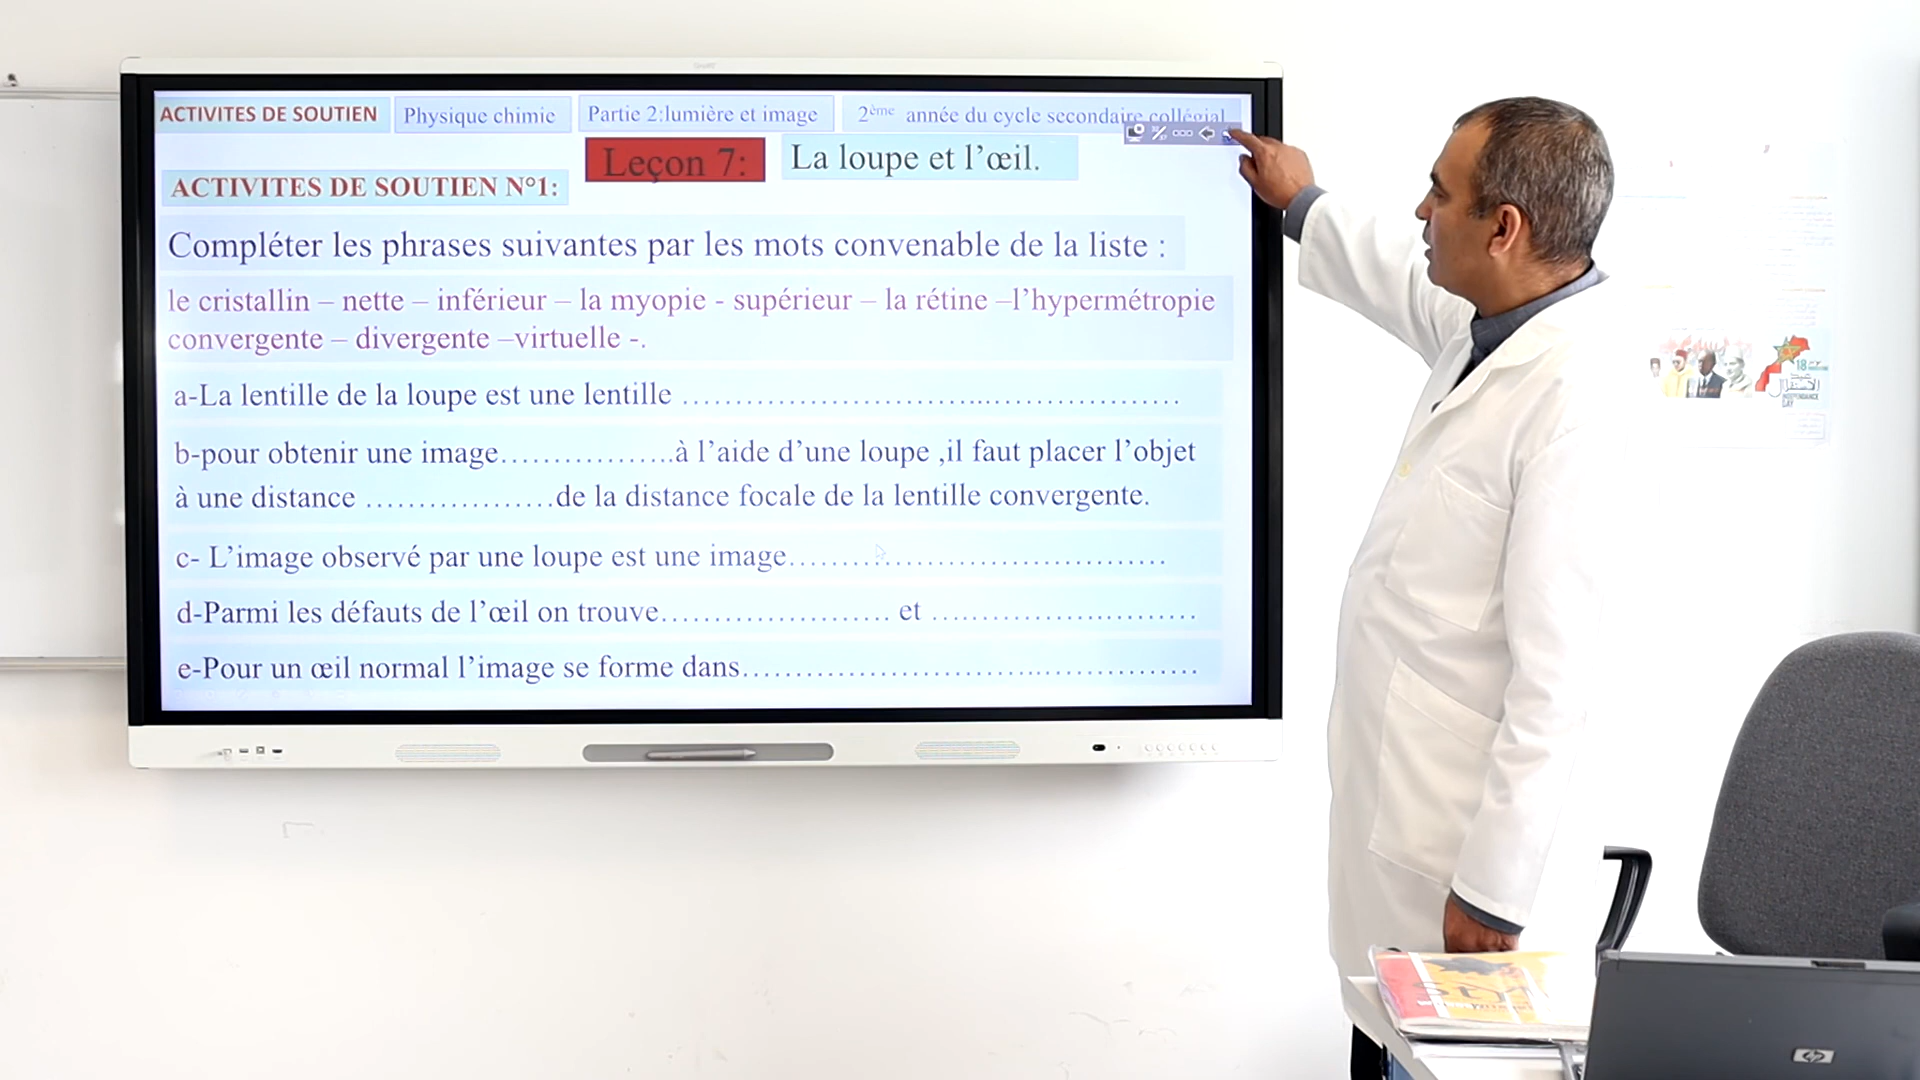 ACTIVITES DE SOUTIEN
Physique chimie
Partie 2:lumière et image
2ème année du cycle secondaire collégial
Leçon 7:
La loupe et l'œil.
ACTIVITES DE SOUTIEN N°1:
Compléter les phrases suivantes par les mots convenable de la liste :
le cristallin – nette – inférieur – la myopie - supérieur – la rétine –l'hypermétropie
convergente – divergente –virtuelle -.
a-La lentille de la loupe est une lentille ……………………………………………
b-pour obtenir une image……………..à l'aide d'une loupe ,il faut placer l'objet
à une distance ………………de la distance focale de la lentille convergente.
c- L'image observé par une loupe est une image…………………………………
d-Parmi les défauts de l'œil on trouve…………………. et ……………………
e-Pour un œil normal l'image se forme dans………………………………………
18
INDEPENDANCE
DAY
hp